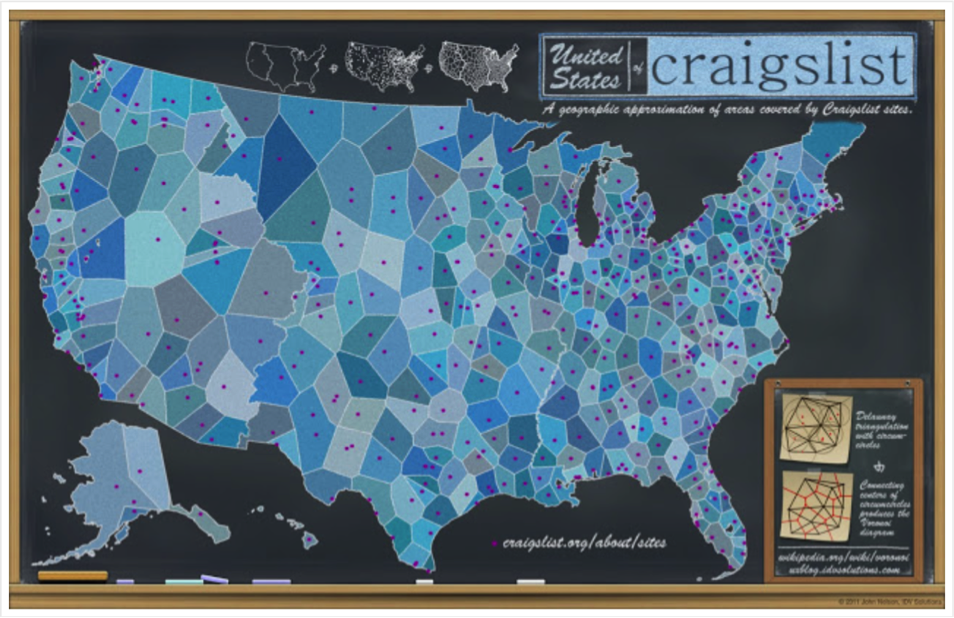 United
States
of
craigslist
A geographic approximation of areas covered by Craigslist sites.
Delaunay
triangulation
with circum-
circles
Connecting
centers of
circumcircles
produces the
Voronoi
diagram
craigslist.org/about/sites
wikipedia.org/wiki/voronoi
uxblog.idvsolutions.com
© 2011 John Nelson, IDV Solutions